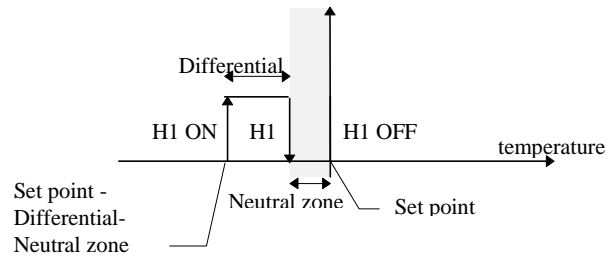 Differential
H1 ON H1 H1 OFF
temperature
Set point -
Differential-
Neutral zone
Neutral zone
Set point